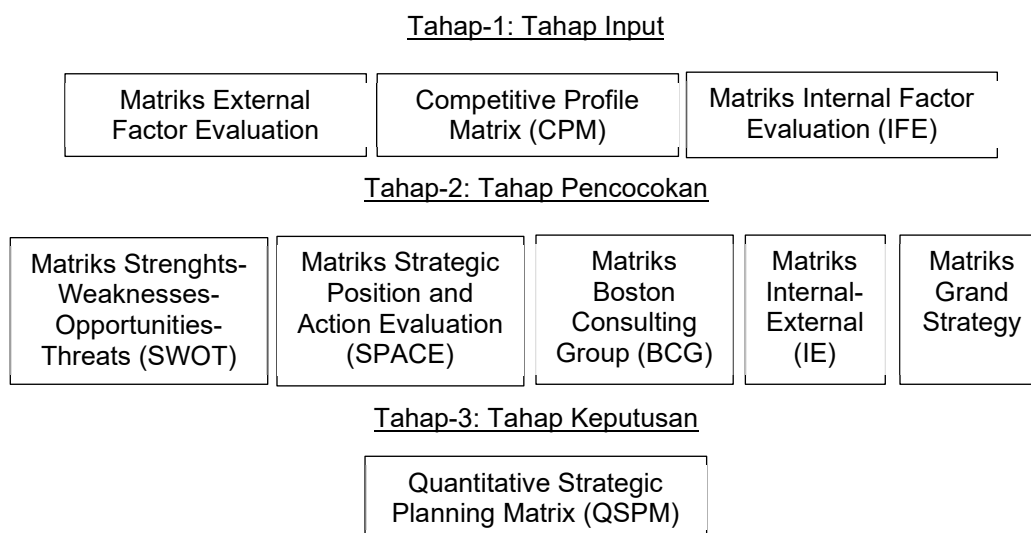 Tahap-1: Tahap Input
Matriks External
Factor Evaluation
Competitive Profile
Matrix (CPM)
Matriks Internal Factor
Evaluation (IFE)
Tahap-2: Tahap Pencocokan
Matriks Strenghts-
Weaknesses-
Opportunities-
Threats (SWOT)
Matriks Strategic
Position and
Action Evaluation
(SPACE)
Matriks
Boston
Consulting
Group (BCG)
Matriks
Internal-
External
(IE)
Matriks
Grand
Strategy
Tahap-3: Tahap Keputusan
Quantitative Strategic
Planning Matrix (QSPM)